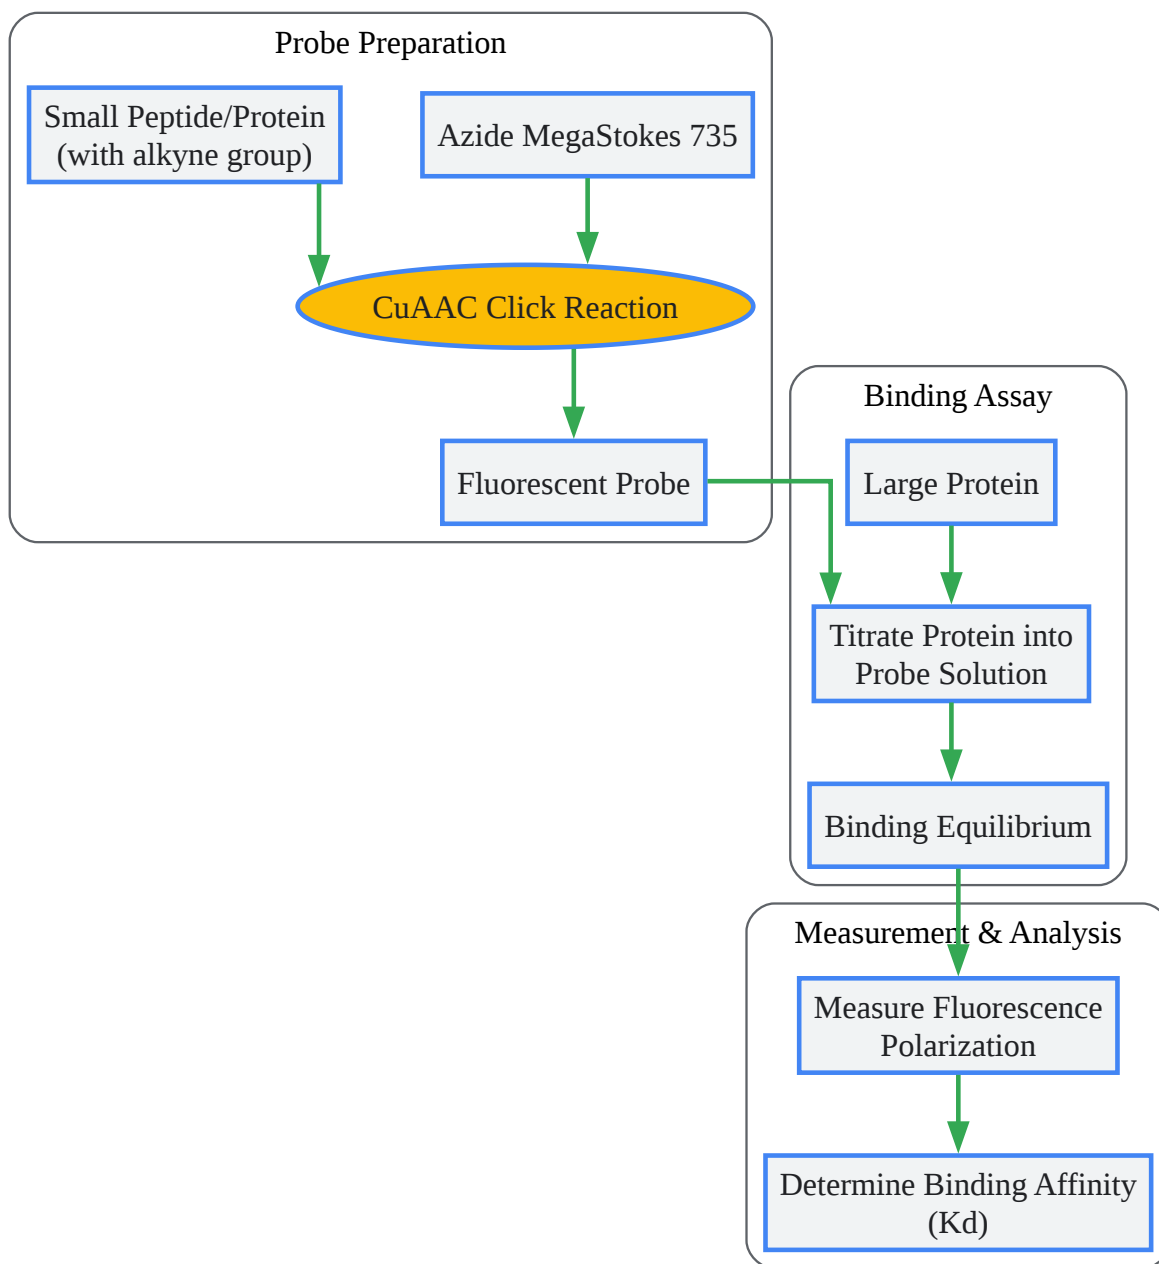 Probe Preparation
Small Peptide/Protein
(with alkyne group)
Azide MegaStokes 735
CuAAC Click Reaction
Fluorescent Probe
Binding Assay
Large Protein
Titrate Protein into
Probe Solution
Binding Equilibrium
Measurement & Analysis
Measure Fluorescence
Polarization
Determine Binding Affinity
(Kd)